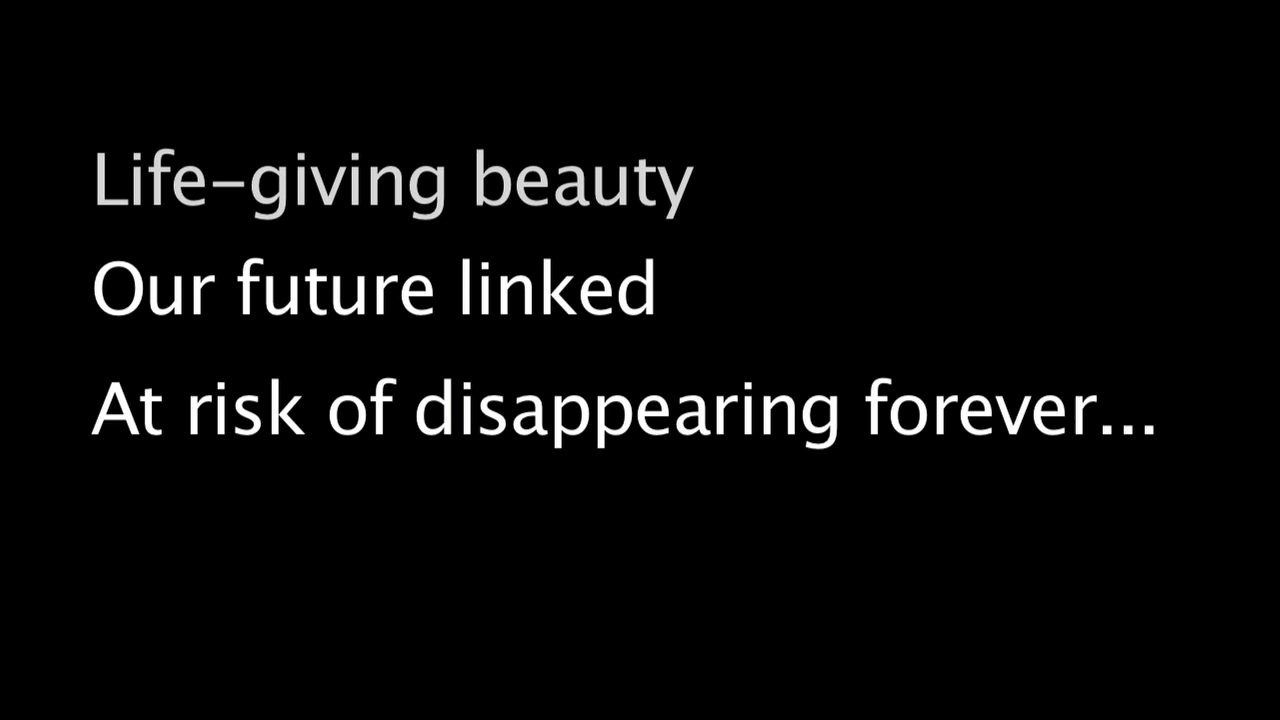 Life-giving beauty
Our future linked
At risk of disappearing forever...